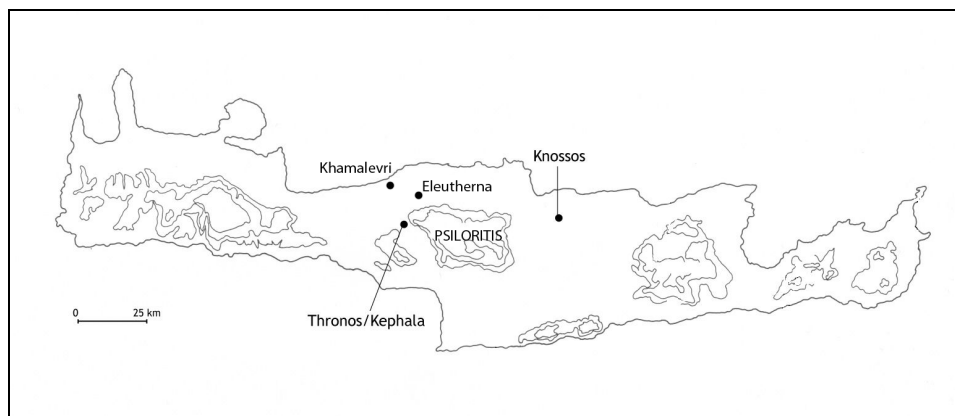 Khamalevri
Knossos
Eleutherna
PSILORITIS
0 25 km
Thronos/Kephala